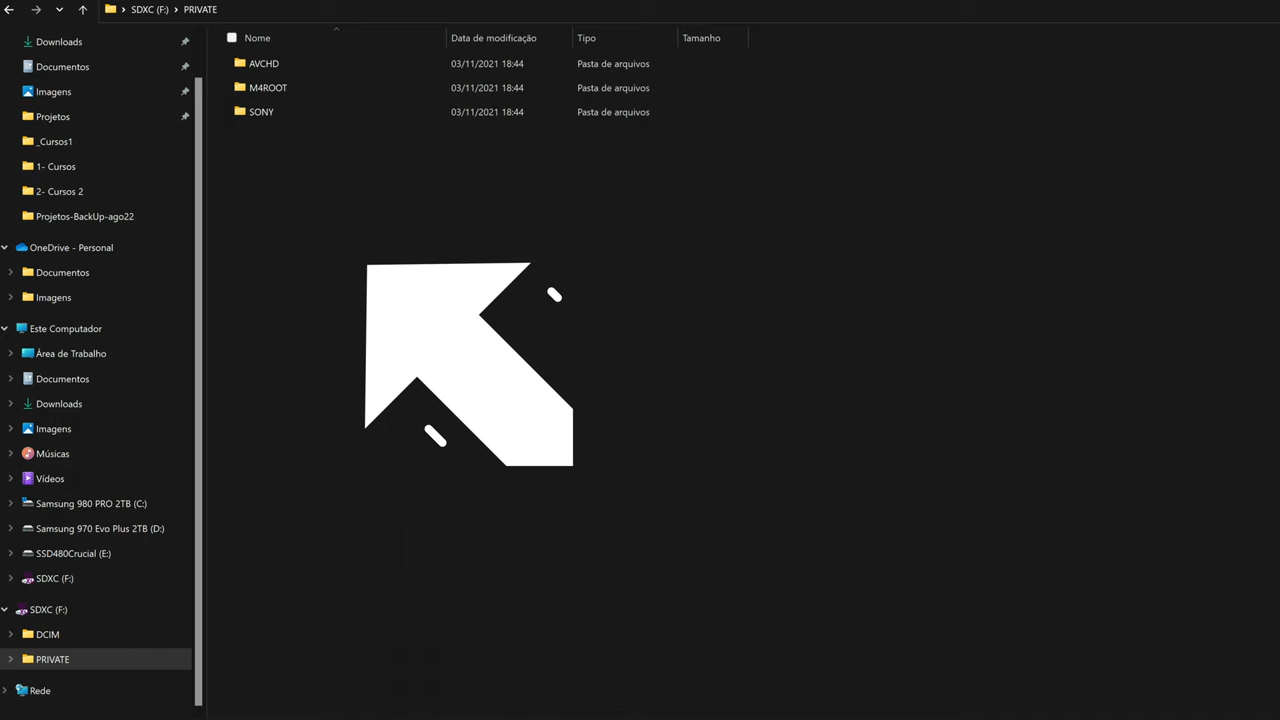 SDXC (F:) PRIVATE
Nome Data de modificação Tipo Tamanho
AVCHD 03/11/2021 18:44 Pasta de arquivos
M4ROOT 03/11/2021 18:44 Pasta de arquivos
SONY 03/11/2021 18:44 Pasta de arquivos
Downloads
Documentos
Imagens
Projetos
_Cursos1
1- Cursos
2- Cursos 2
Projetos-BackUp-ago22
OneDrive - Personal
Documentos
Imagens
Este Computador
Área de Trabalho
Documentos
Downloads
Imagens
Músicas
Vídeos
Samsung 980 PRO 2TB (C:)
Samsung 970 Evo Plus 2TB (D:)
SSD480Crucial (E:)
SDXC (F:)
SDXC (F:)
DCIM
PRIVATE
Rede